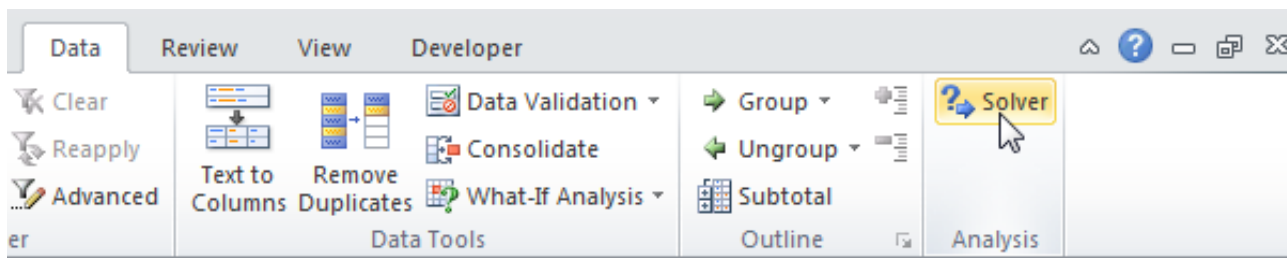 Data Review View Developer
Clear
Reapply
Advanced
Text to
Columns
Remove
Duplicates
Data Validation
Consolidate
What-If Analysis
Group
Ungroup
Subtotal
? Solver
er
Data Tools
Outline
Analysis